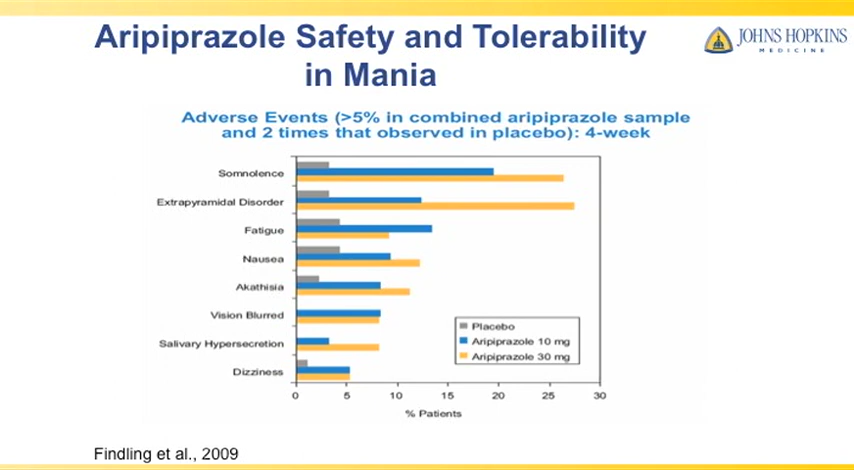 Aripiprazole Safety and Tolerability
in Mania
JOHNS HOPKINS
MEDICINE
Adverse Events (>5% in combined aripiprazole sample
and 2 times that observed in placebo): 4-week
Somnolence
Extrapyramidal Disorder
Fatigue
Nausea
Akathisia
Vision Blurred
Salivary Hypersecretion
Dizziness
Placebo
Aripiprazole 10 mg
Aripiprazole 30 mg
0 5 10 15 20 25 30
% Patients
Findling et al., 2009